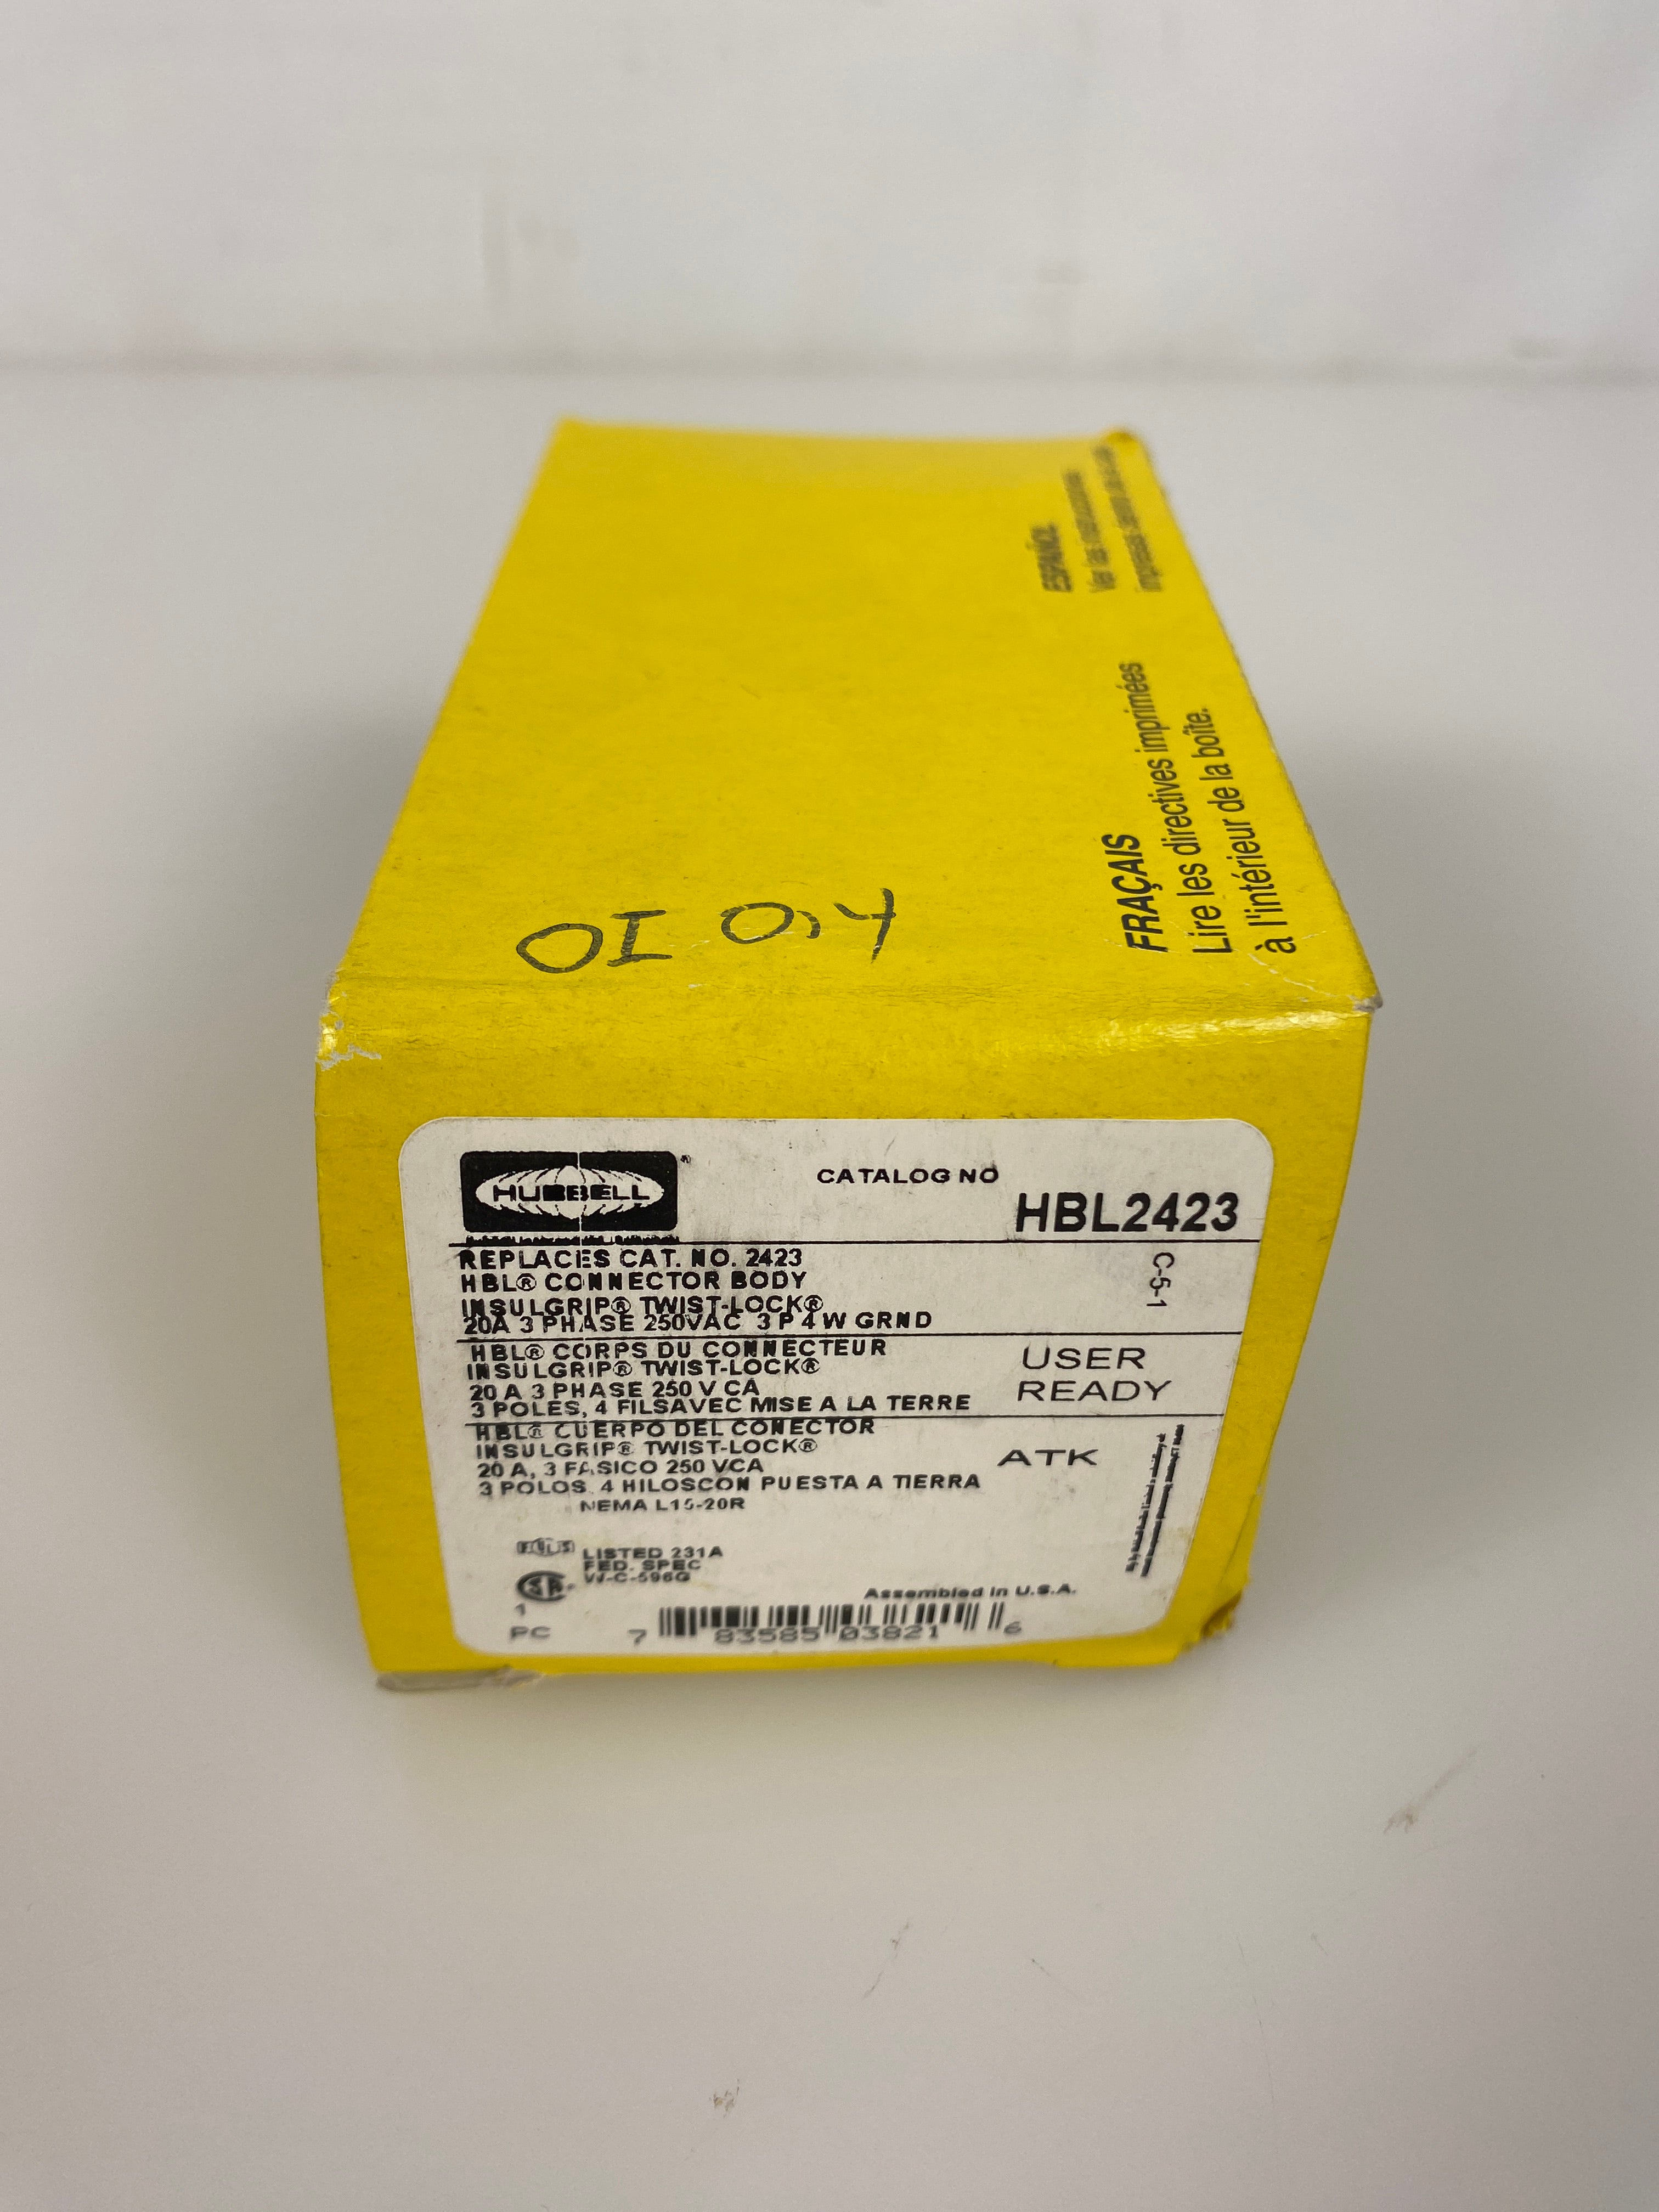 ESPAÑOL
Ver las instrucciones
impresas dentro de la caja.
FRAÇAIS
Lire les directives imprimées
à l'intérieur de la boîte.
OI 0,4
HUBBELL®
CATALOG NO
HBL2423
REPLACES CAT. NO. 2423
HBL® CONNECTOR BODY
INSULGRIP® TWIST-LOCK®
20A 3 PHASE 250VAC 3 P 4 W GRND
C-5-1
HBL® CORPS DU CONNECTEUR
INSULGRIP® TWIST-LOCK®
20 A 3 PHASE 250 V CA
3 POLES, 4 FILSAVEC MISE A LA TERRE
USER
READY
HBL® CUERPO DEL CONECTOR
INSULGRIP® TWIST-LOCK®
20 A, 3 FASICO 250 VCA
3 POLOS, 4 HILOSCON PUESTA A TIERRA
ATK
NEMA L15-20R
LISTED 231A
FED. SPEC
W-C-596G
Assembled in U.S.A.
1
PC
7 83585 03821 6